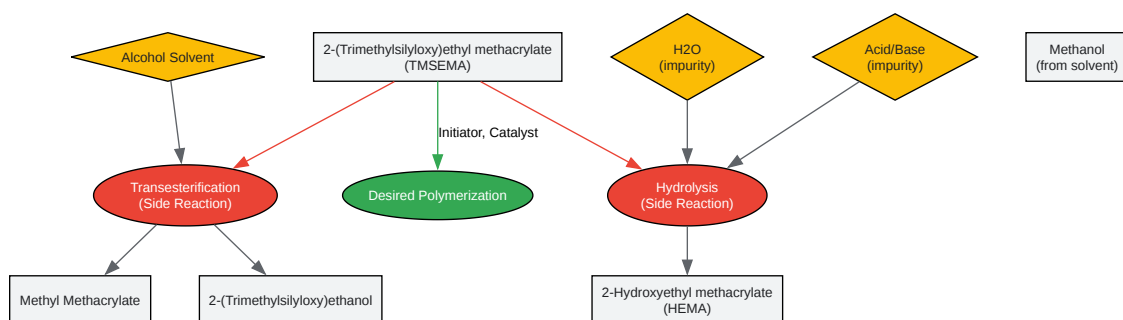 Alcohol Solvent
2-(Trimethylsilyloxy)ethyl methacrylate
(TMSEMA)
H2O
(impurity)
Acid/Base
(impurity)
Methanol
(from solvent)
Initiator, Catalyst
Transesterification
(Side Reaction)
Desired Polymerization
Hydrolysis
(Side Reaction)
Methyl Methacrylate
2-(Trimethylsilyloxy)ethanol
2-Hydroxyethyl methacrylate
(HEMA)